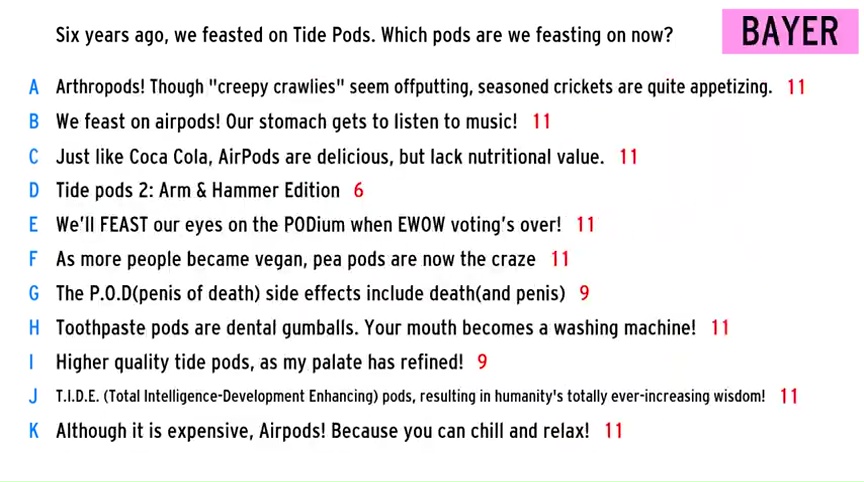 Six years ago, we feasted on Tide Pods. Which pods are we feasting on now?
BAYER
A Arthropods! Though "creepy crawlies" seem offputting, seasoned crickets are quite appetizing. 11
B We feast on airpods! Our stomach gets to listen to music! 11
C Just like Coca Cola, AirPods are delicious, but lack nutritional value. 11
D Tide pods 2: Arm & Hammer Edition 6
E We'll FEAST our eyes on the PODium when EWOW voting's over! 11
F As more people became vegan, pea pods are now the craze 11
G The P.O.D(penis of death) side effects include death(and penis) 9
H Toothpaste pods are dental gumballs. Your mouth becomes a washing machine! 11
I Higher quality tide pods, as my palate has refined! 9
J T.I.D.E. (Total Intelligence-Development Enhancing) pods, resulting in humanity's totally ever-increasing wisdom! 11
K Although it is expensive, Airpods! Because you can chill and relax! 11